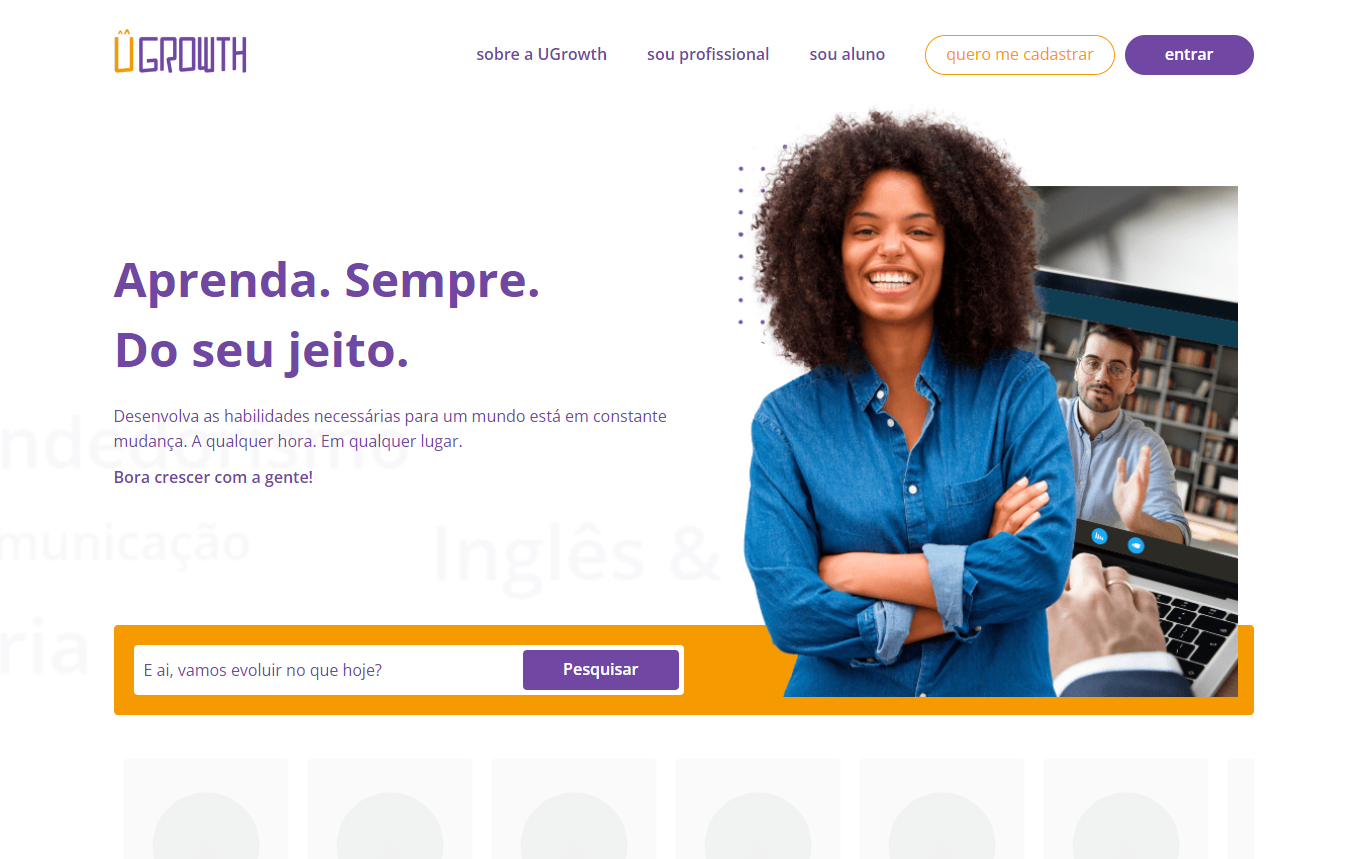 ÛGROWTH
sobre a UGrowth
sou profissional
sou aluno
quero me cadastrar
entrar
Aprenda. Sempre.
Do seu jeito.
Desenvolva as habilidades necessárias para um mundo está em constante
mudança. A qualquer hora. Em qualquer lugar.
Bora crescer com a gente!
ndedorismo
municação
Inglês &
ria
E ai, vamos evoluir no que hoje?
Pesquisar